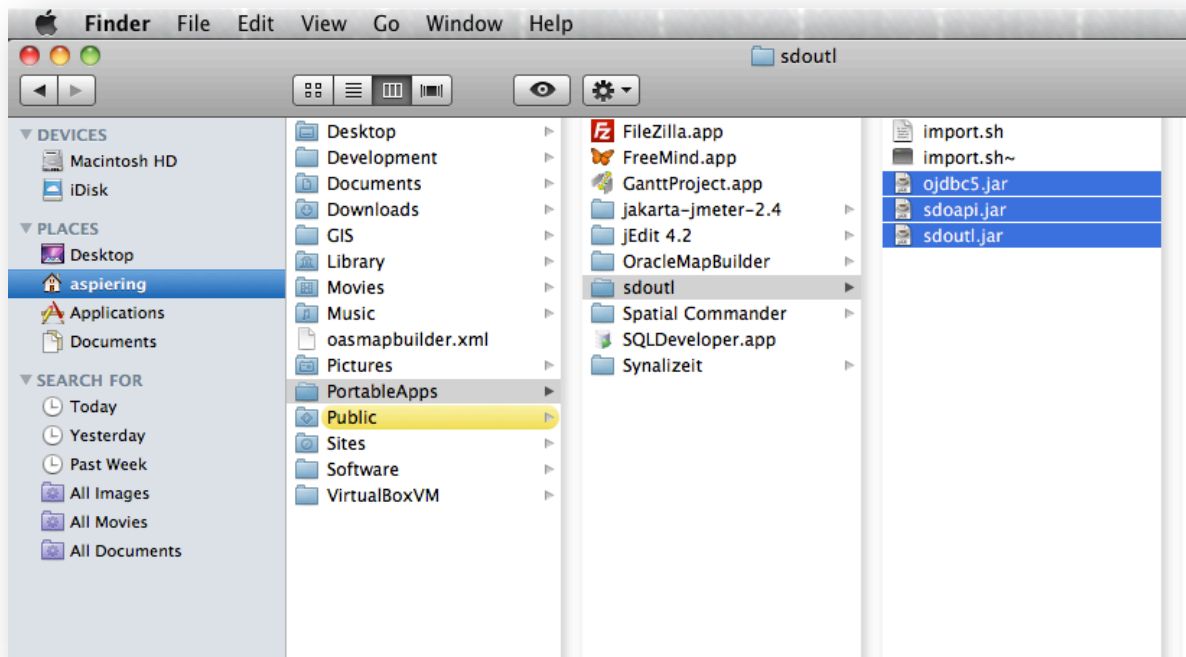 Finder File Edit View Go Window Help
sdoutl
DEVICES
Macintosh HD
iDisk
PLACES
Desktop
aspiering
Applications
Documents
SEARCH FOR
Today
Yesterday
Past Week
All Images
All Movies
All Documents
Desktop
Development
Documents
Downloads
GIS
Library
Movies
Music
oasmapbuilder.xml
Pictures
PortableApps
Public
Sites
Software
VirtualBoxVM
FileZilla.app
FreeMind.app
GanttProject.app
jakarta-jmeter-2.4
jEdit 4.2
OracleMapBuilder
sdoutl
Spatial Commander
SQLDeveloper.app
Synalizeit
import.sh
import.sh~
ojdbc5.jar
sdoapi.jar
sdoutl.jar